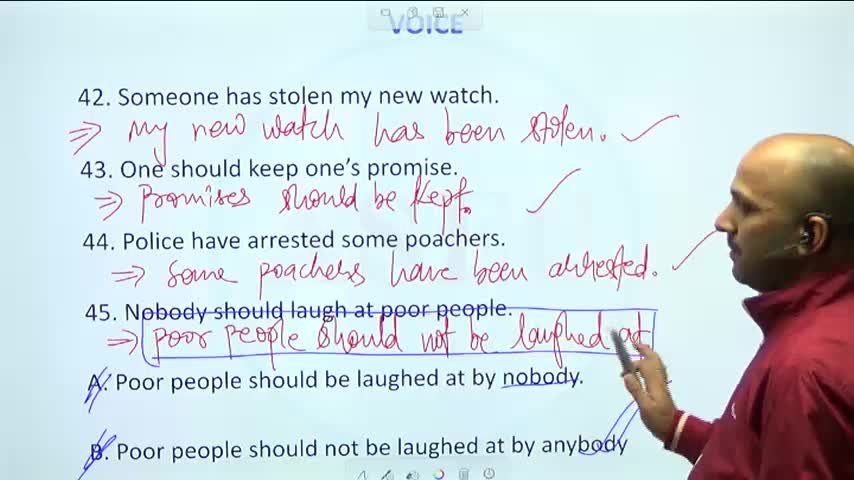 VOICE
42. Someone has stolen my new watch.
⇒ My new watch has been stolen.
43. One should keep one's promise.
⇒ Promises should be kept.
44. Police have arrested some poachers.
⇒ Some poachers have been arrested.
45. Nobody should laugh at poor people.
⇒ Poor people should not be laughed at
A. Poor people should be laughed at by nobody.
B. Poor people should not be laughed at by anybody